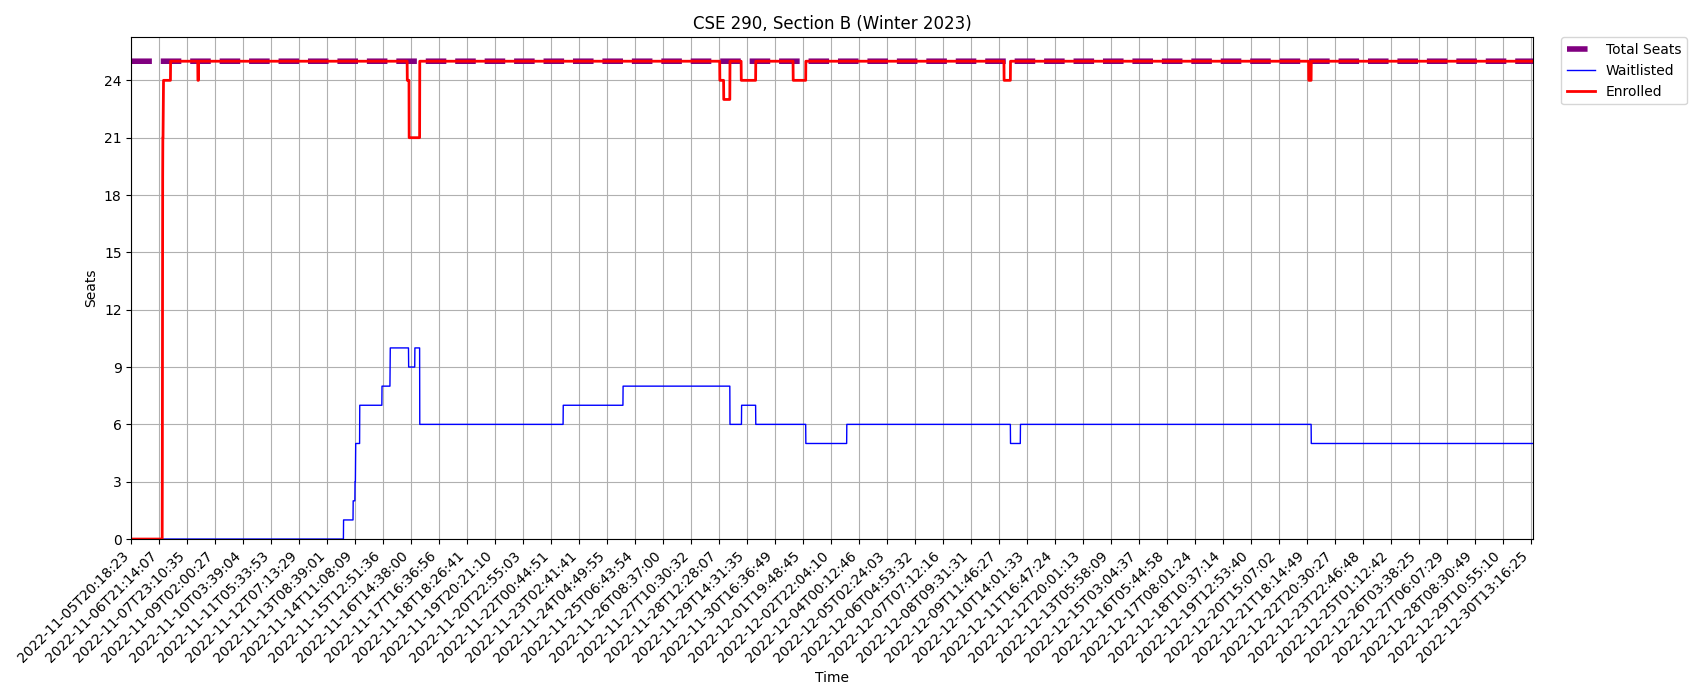 CSE 290, Section B (Winter 2023)
Total Seats
Waitlisted
Enrolled
Seats
24
21
18
15
12
9
6
3
0
2022-11-05T20:18:23
2022-11-06T21:14:07
2022-11-07T23:10:35
2022-11-09T02:00:27
2022-11-10T03:39:04
2022-11-11T05:33:53
2022-11-12T07:13:29
2022-11-13T08:39:01
2022-11-14T11:08:09
2022-11-15T12:51:36
2022-11-16T14:38:00
2022-11-17T16:36:56
2022-11-18T18:26:41
2022-11-19T20:21:10
2022-11-20T22:55:03
2022-11-22T00:44:51
2022-11-23T02:41:41
2022-11-24T04:49:55
2022-11-25T06:43:54
2022-11-26T08:37:00
2022-11-27T10:30:32
2022-11-28T12:28:07
2022-11-29T14:31:35
2022-11-30T16:36:49
2022-12-01T19:48:45
2022-12-02T22:04:10
2022-12-04T00:12:46
2022-12-05T02:24:03
2022-12-06T04:53:32
2022-12-07T07:12:16
2022-12-08T09:31:31
2022-12-09T11:46:27
2022-12-10T14:01:33
2022-12-11T16:47:24
2022-12-12T20:01:13
2022-12-13T05:58:09
2022-12-15T03:04:37
2022-12-16T05:44:58
2022-12-17T08:01:24
2022-12-18T10:37:14
2022-12-19T12:53:40
2022-12-20T15:07:02
2022-12-21T18:14:49
2022-12-22T20:30:27
2022-12-23T22:46:48
2022-12-25T01:12:42
2022-12-26T03:38:25
2022-12-27T06:07:29
2022-12-28T08:30:49
2022-12-29T10:55:10
2022-12-30T13:16:25
Time